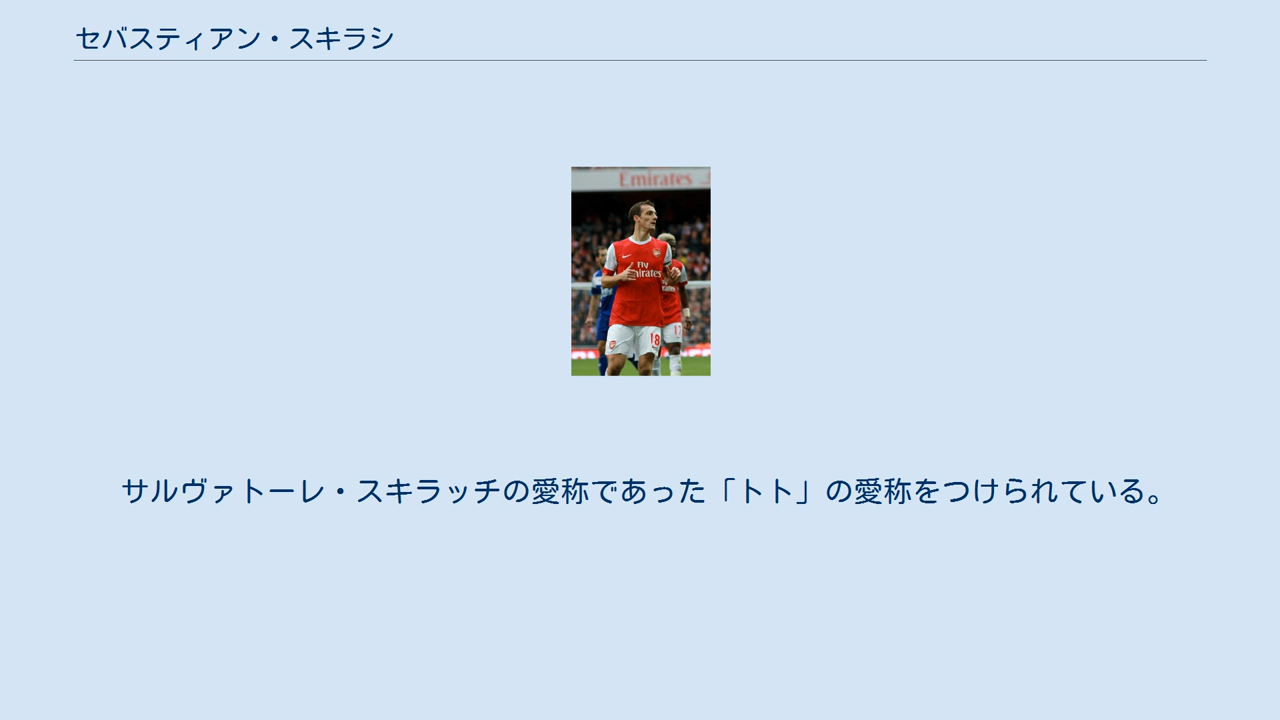 セバスティアン・スキラシ
Emirates
Fly
Emirates
18
17
サルヴァトーレ・スキラッチの愛称であった「トト」の愛称をつけられている。